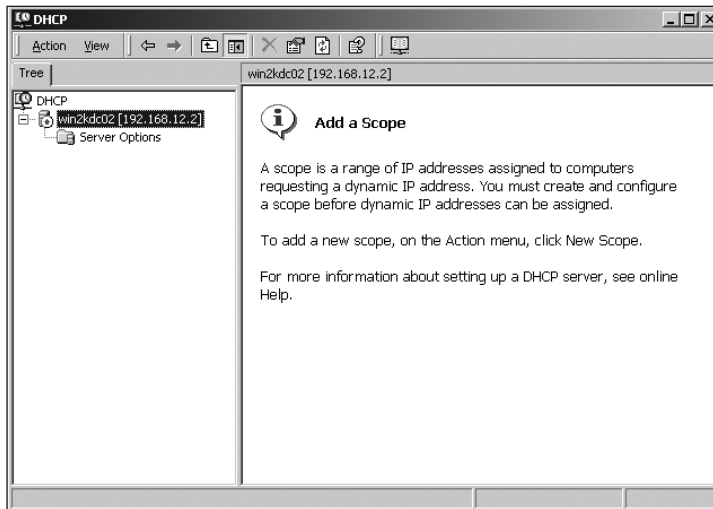 DHCP
Action View
Tree
win2kdc02 [192.168.12.2]
DHCP
win2kdc02 [192.168.12.2]
Server Options
Add a Scope
A scope is a range of IP addresses assigned to computers
requesting a dynamic IP address. You must create and configure
a scope before dynamic IP addresses can be assigned.
To add a new scope, on the Action menu, click New Scope.
For more information about setting up a DHCP server, see online
Help.